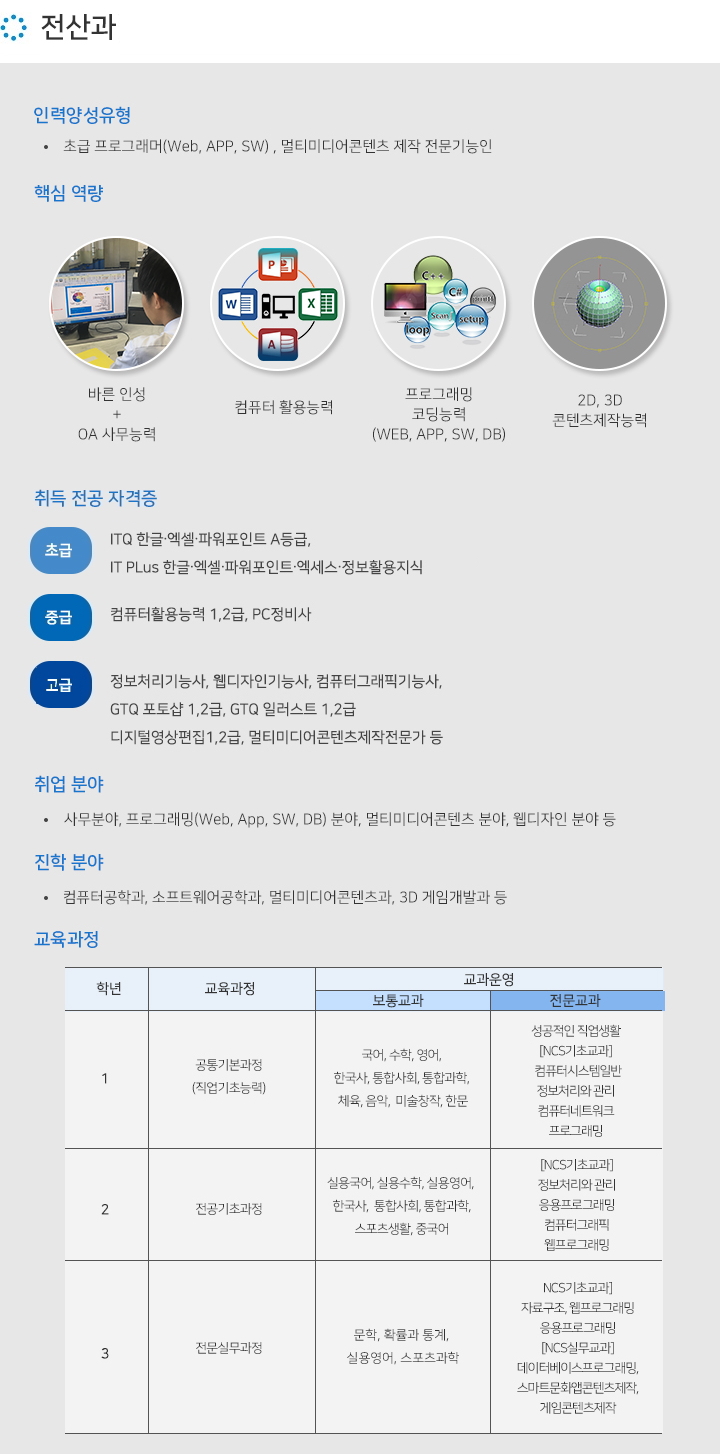 전산과
인력양성유형
• 초급 프로그래머(Web, APP, SW) , 멀티미디어콘텐츠 제작 전문기능인
핵심 역량
P
W
X
A
C++
C#
loop
scan
setup
바른 인성
+
OA 사무능력
컴퓨터 활용능력
프로그래밍
코딩능력
(WEB, APP, SW, DB)
2D, 3D
콘텐츠제작능력
취득 전공 자격증
초급
ITQ 한글·엑셀·파워포인트 A등급,
IT PLus 한글·엑셀·파워포인트·엑세스·정보활용지식
중급
컴퓨터활용능력 1,2급, PC정비사
고급
정보처리기능사, 웹디자인기능사, 컴퓨터그래픽기능사,
GTQ 포토샵 1,2급, GTQ 일러스트 1,2급
디지털영상편집1,2급, 멀티미디어콘텐츠제작전문가 등
취업 분야
• 사무분야, 프로그래밍(Web, App, SW, DB) 분야, 멀티미디어콘텐츠 분야, 웹디자인 분야 등
진학 분야
• 컴퓨터공학과, 소프트웨어공학과, 멀티미디어콘텐츠과, 3D 게임개발과 등
교육과정
학년
교육과정
교과운영
보통교과
전문교과
1
공통기본과정
(직업기초능력)
국어, 수학, 영어,
한국사, 통합사회, 통합과학,
체육, 음악, 미술창작, 한문
성공적인 직업생활
[NCS기초교과]
컴퓨터시스템일반
정보처리와 관리
컴퓨터네트워크
프로그래밍
2
전공기초과정
실용국어, 실용수학, 실용영어,
한국사, 통합사회, 통합과학,
스포츠생활, 중국어
[NCS기초교과]
정보처리와 관리
응용프로그래밍
컴퓨터그래픽
웹프로그래밍
3
전문실무과정
문학, 확률과 통계,
실용영어, 스포츠과학
NCS기초교과]
자료구조, 웹프로그래밍
응용프로그래밍
[NCS실무교과]
데이터베이스프로그래밍,
스마트문화앱콘텐츠제작,
게임콘텐츠제작